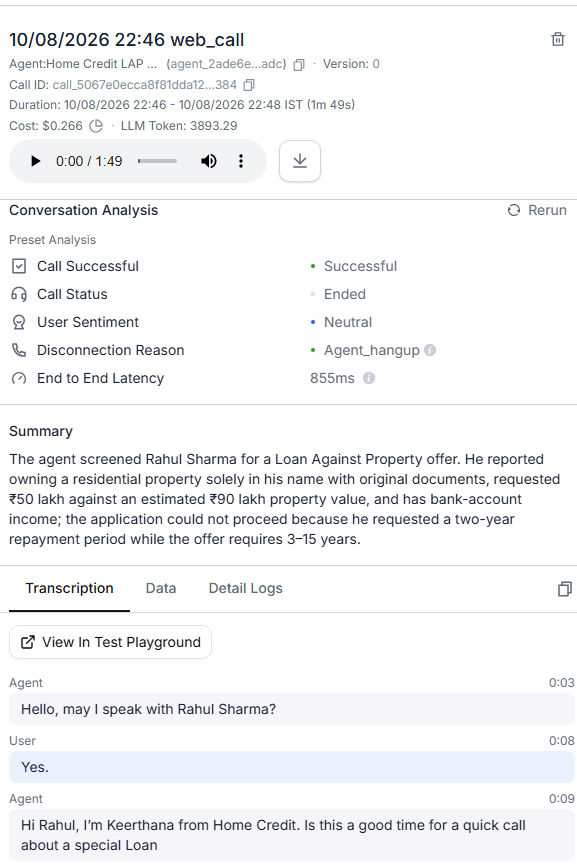 10/08/2026 22:46 web_call
Agent:Home Credit LAP ... (agent_2ade6e...adc) · Version: 0
Call ID: call_5067e0ecca8f81dda12...384
Duration: 10/08/2026 22:46 - 10/08/2026 22:48 IST (1m 49s)
Cost: $0.266 · LLM Token: 3893.29
0:00 / 1:49
Conversation Analysis
Rerun
Preset Analysis
Call Successful
Successful
Call Status
Ended
User Sentiment
Neutral
Disconnection Reason
Agent_hangup
End to End Latency
855ms
Summary
The agent screened Rahul Sharma for a Loan Against Property offer. He reported
owning a residential property solely in his name with original documents, requested
₹50 lakh against an estimated ₹90 lakh property value, and has bank-account
income; the application could not proceed because he requested a two-year
repayment period while the offer requires 3–15 years.
Transcription
Data
Detail Logs
View In Test Playground
Agent
0:03
Hello, may I speak with Rahul Sharma?
User
0:08
Yes.
Agent
0:09
Hi Rahul, I’m Keerthana from Home Credit. Is this a good time for a quick call
about a special Loan